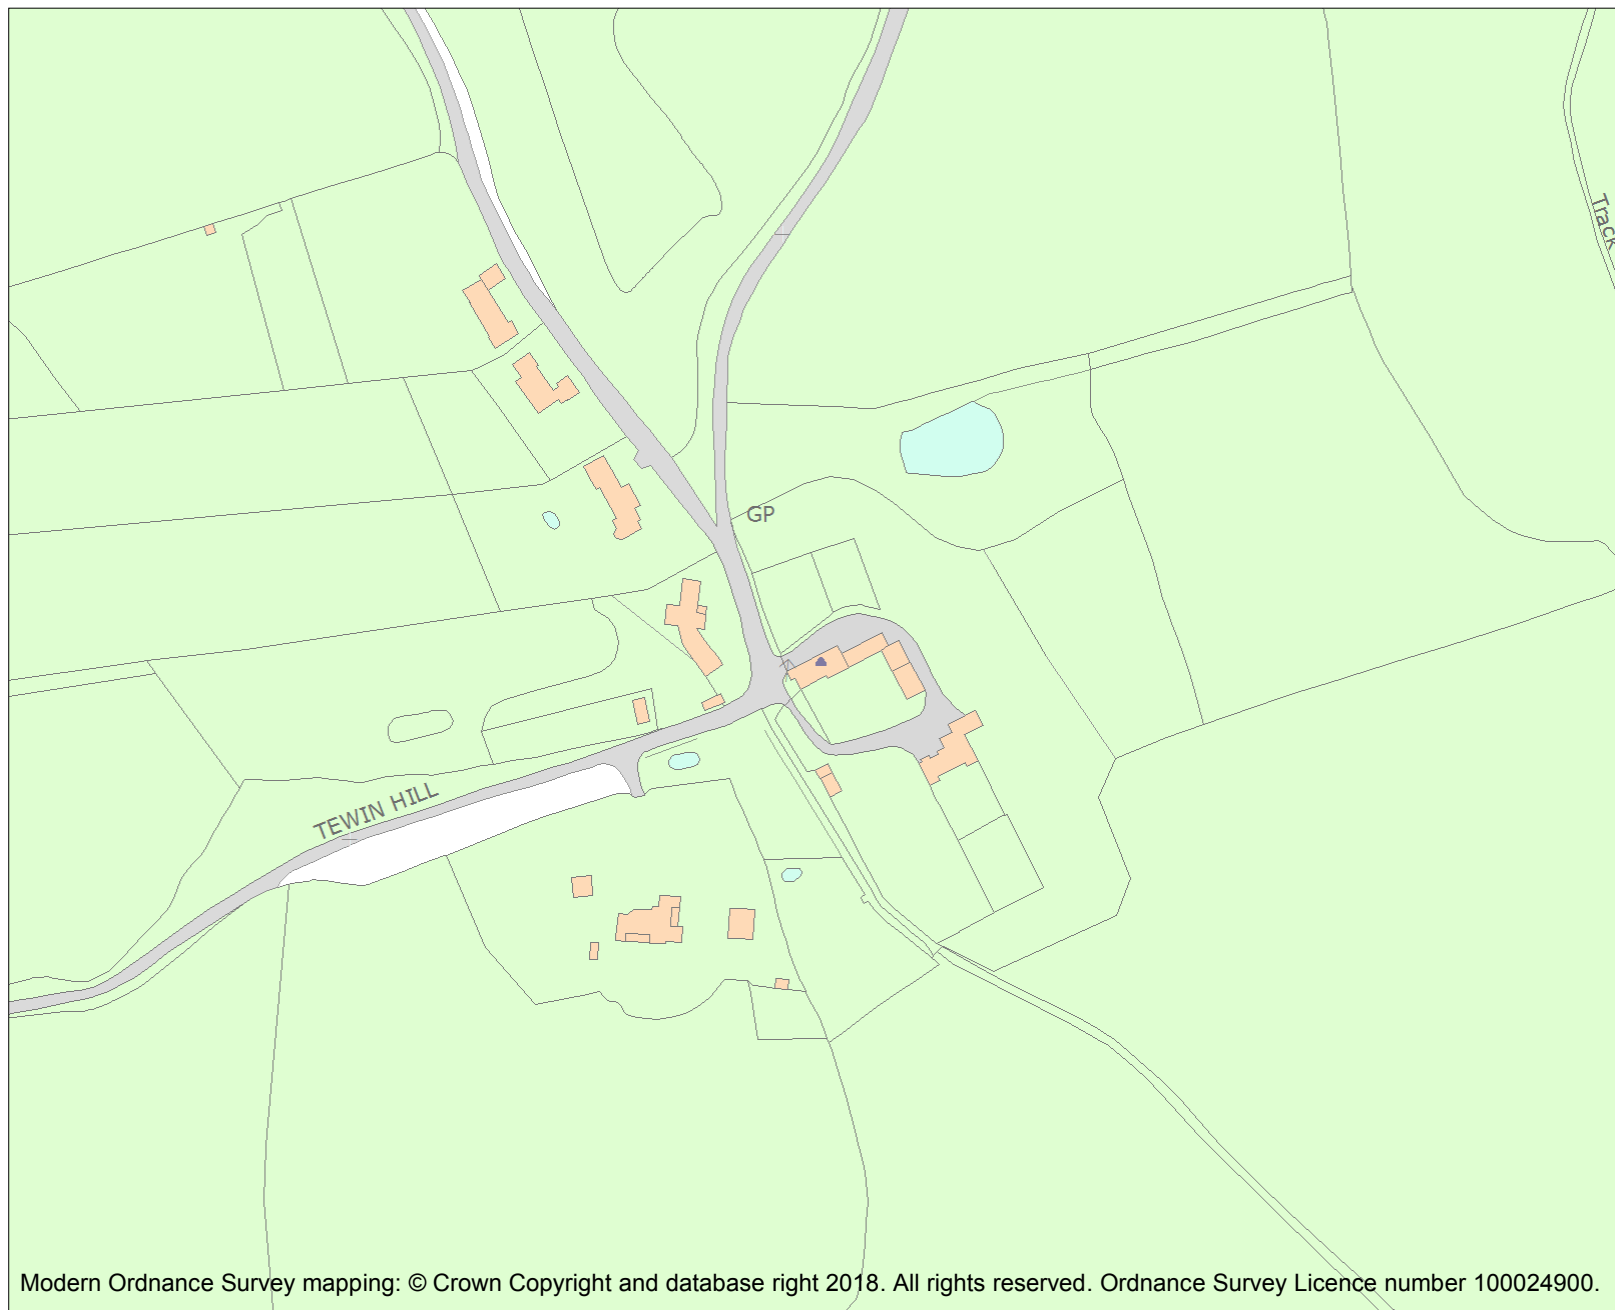 Track
GP
TEWIN HILL
Modern Ordnance Survey mapping: © Crown Copyright and database right 2018. All rights reserved. Ordnance Survey Licence number 100024900.